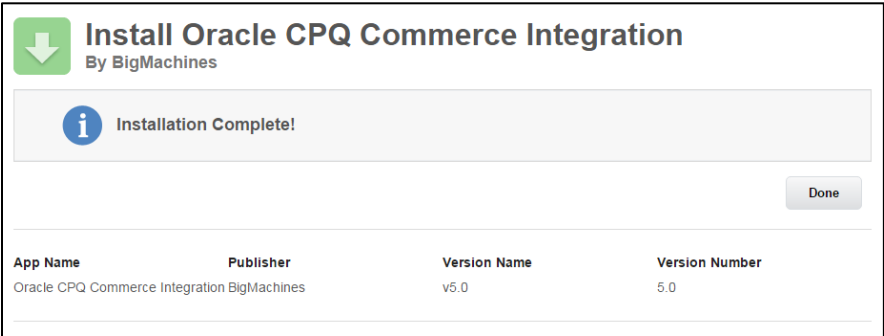 Install Oracle CPQ Commerce Integration
By BigMachines
i
Installation Complete!
Done
App Name Publisher Version Name Version Number
Oracle CPQ Commerce Integration BigMachines v5.0 5.0